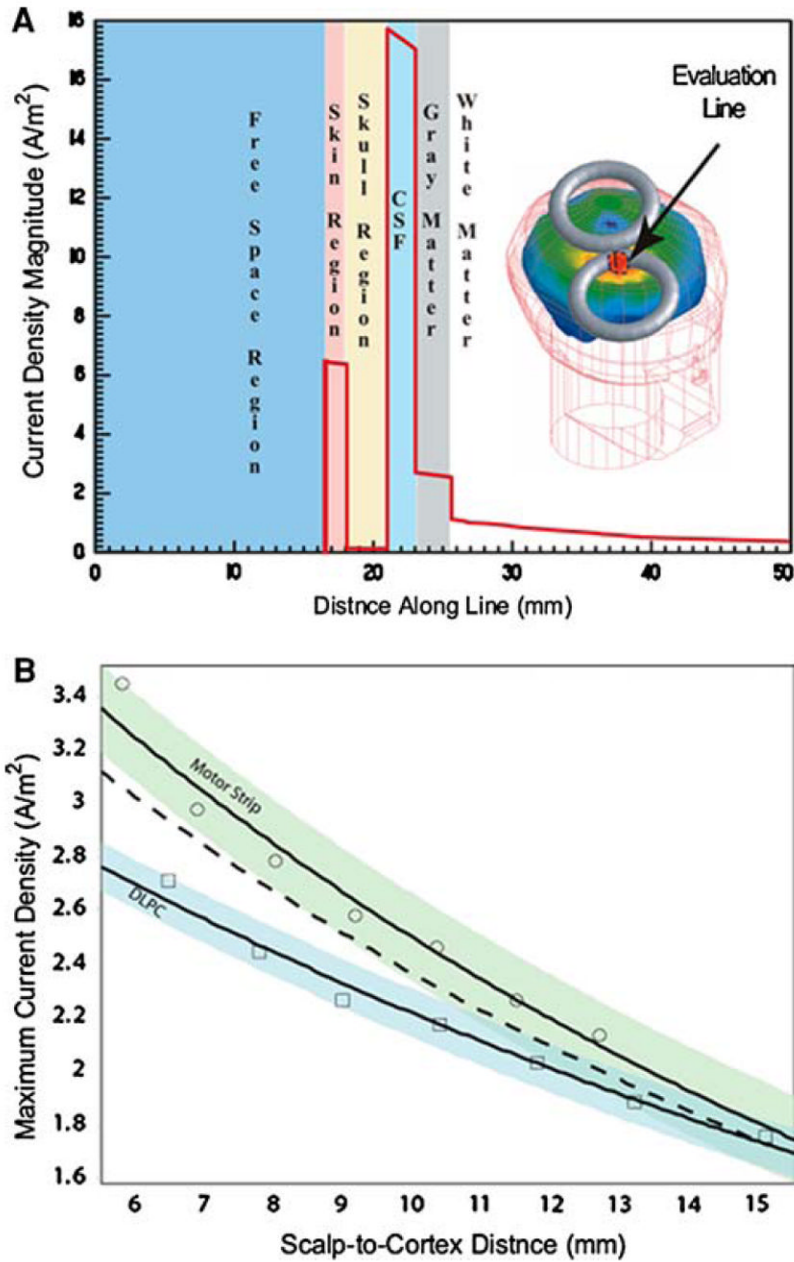 A
Current Density Magnitude (A/m²)
18
16
14
12
10
8
6
4
2
0
Free Space Region
Skin Region
Skull Region
CSF
Gray Matter
White Matter
Evaluation
Line
0 10 20 30 40 50
Distnce Along Line (mm)
B
Maximum Current Density (A/m²)
3.4
3.2
3
2.8
2.6
2.4
2.2
2
1.8
1.6
Motor Strip
DLPC
6 7 8 9 10 11 12 13 14 15
Scalp-to-Cortex Distnce (mm)